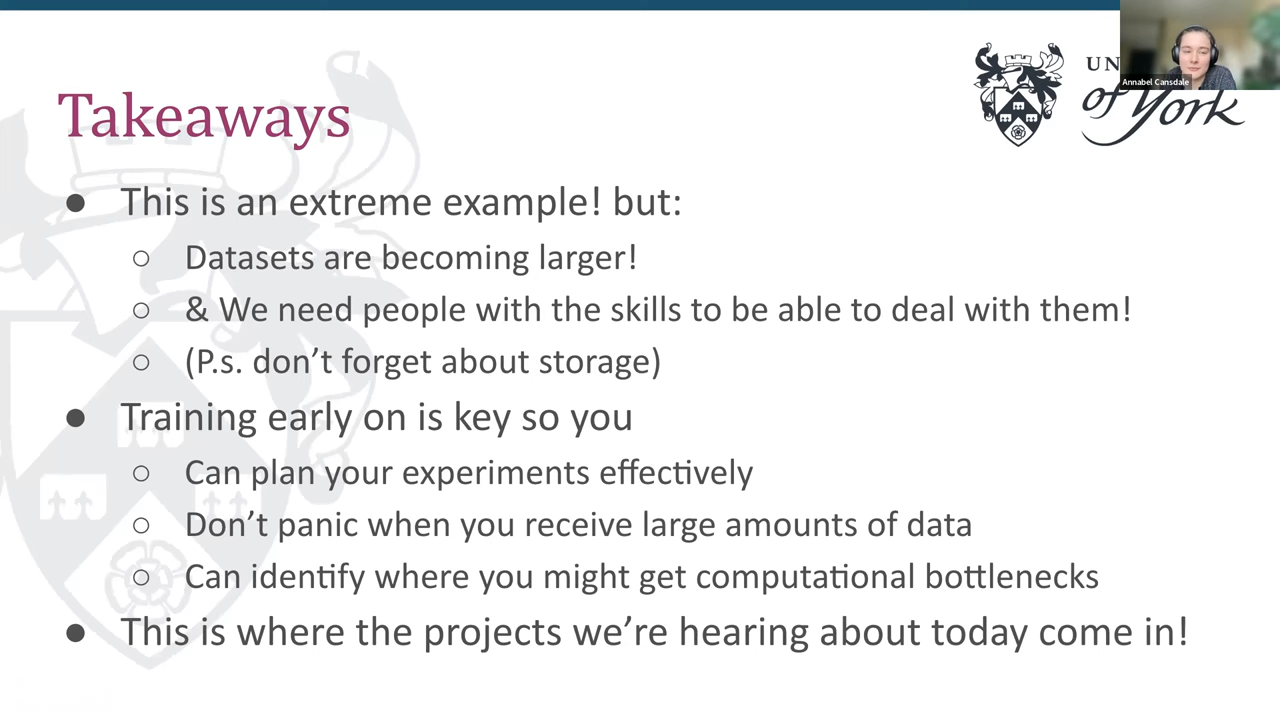 UN
of York
Annabel Cansdale
Takeaways
● This is an extreme example! but:
○ Datasets are becoming larger!
○ & We need people with the skills to be able to deal with them!
○ (P.s. don’t forget about storage)
● Training early on is key so you
○ Can plan your experiments effectively
○ Don’t panic when you receive large amounts of data
○ Can identify where you might get computational bottlenecks
● This is where the projects we’re hearing about today come in!